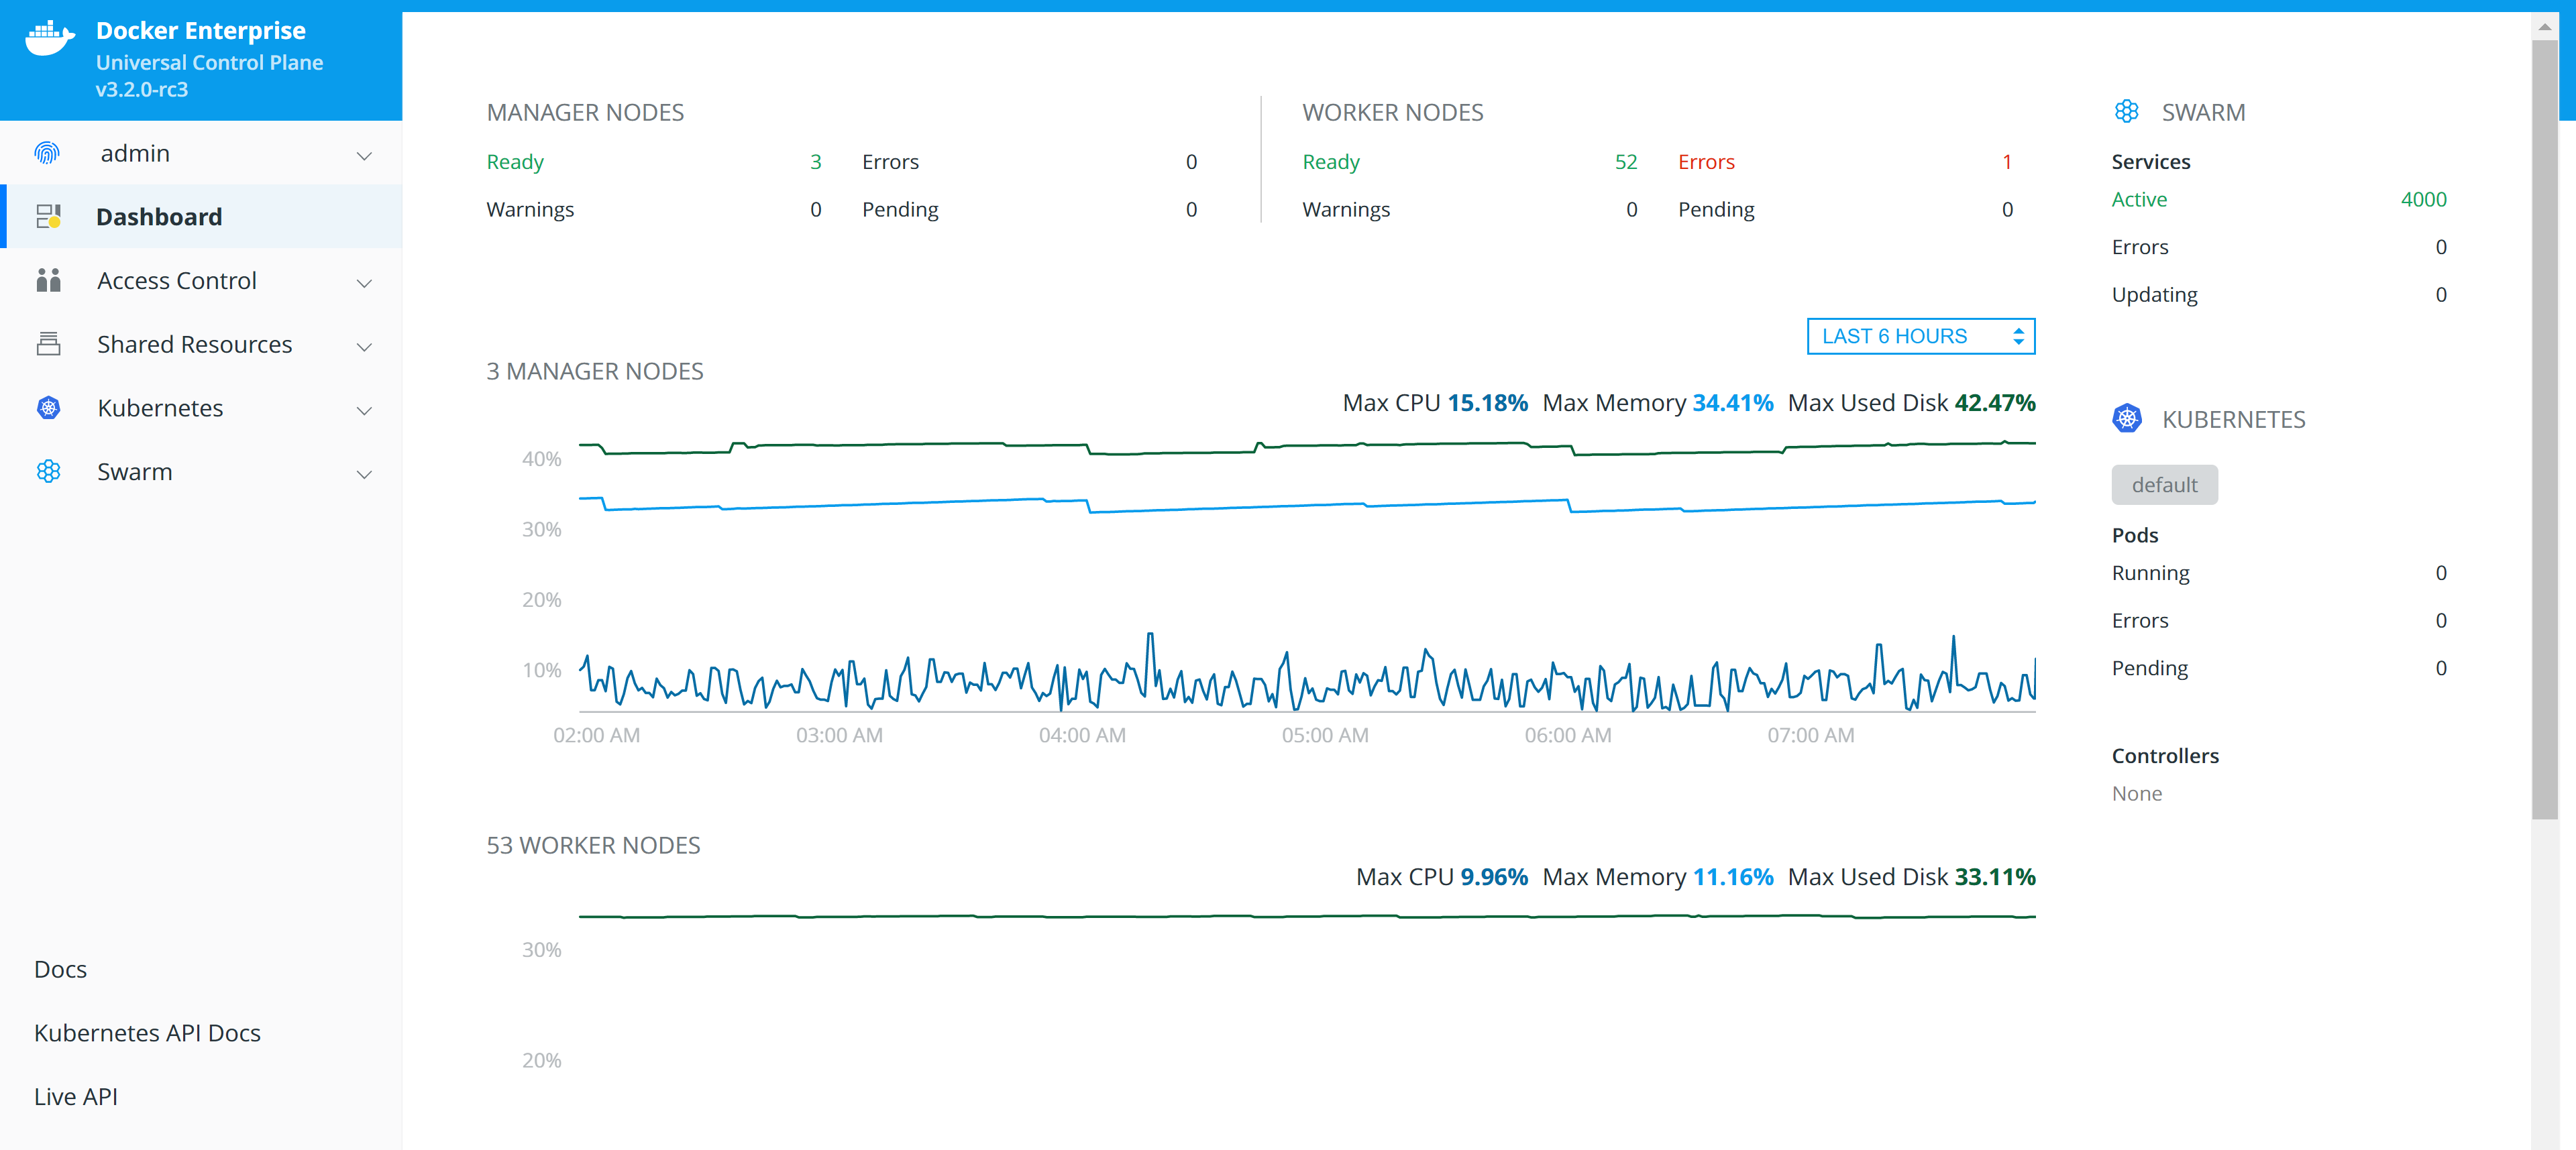 Docker Enterprise
Universal Control Plane
v3.2.0-rc3
admin
Dashboard
Access Control
Shared Resources
Kubernetes
Swarm
Docs
Kubernetes API Docs
Live API
MANAGER NODES
Ready 3 Errors 0
Warnings 0 Pending 0
WORKER NODES
Ready 52 Errors 1
Warnings 0 Pending 0
LAST 6 HOURS
3 MANAGER NODES
Max CPU 15.18% Max Memory 34.41% Max Used Disk 42.47%
40%
30%
20%
10%
02:00 AM 03:00 AM 04:00 AM 05:00 AM 06:00 AM 07:00 AM
53 WORKER NODES
Max CPU 9.96% Max Memory 11.16% Max Used Disk 33.11%
30%
20%
SWARM
Services
Active 4000
Errors 0
Updating 0
KUBERNETES
default
Pods
Running 0
Errors 0
Pending 0
Controllers
None